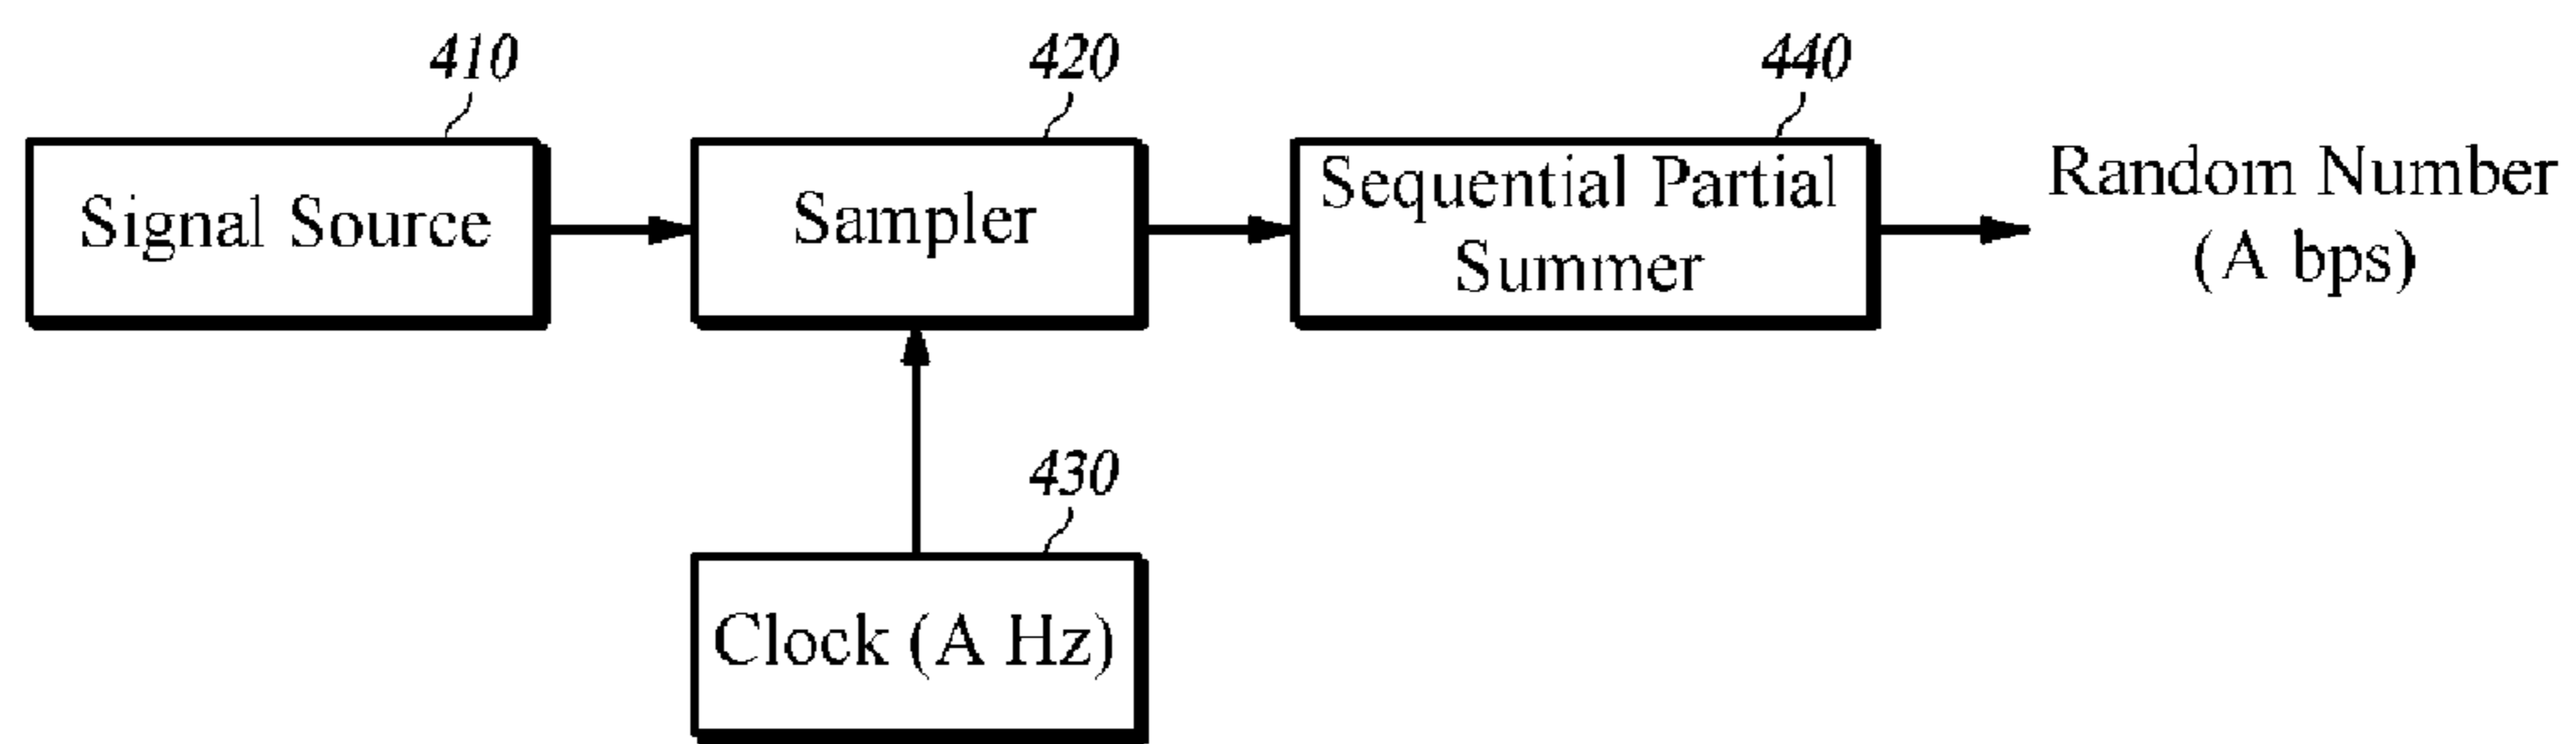 410
420
440
Signal Source
Sampler
Sequential Partial
Summer
Random Number
(A bps)
430
Clock (A Hz)